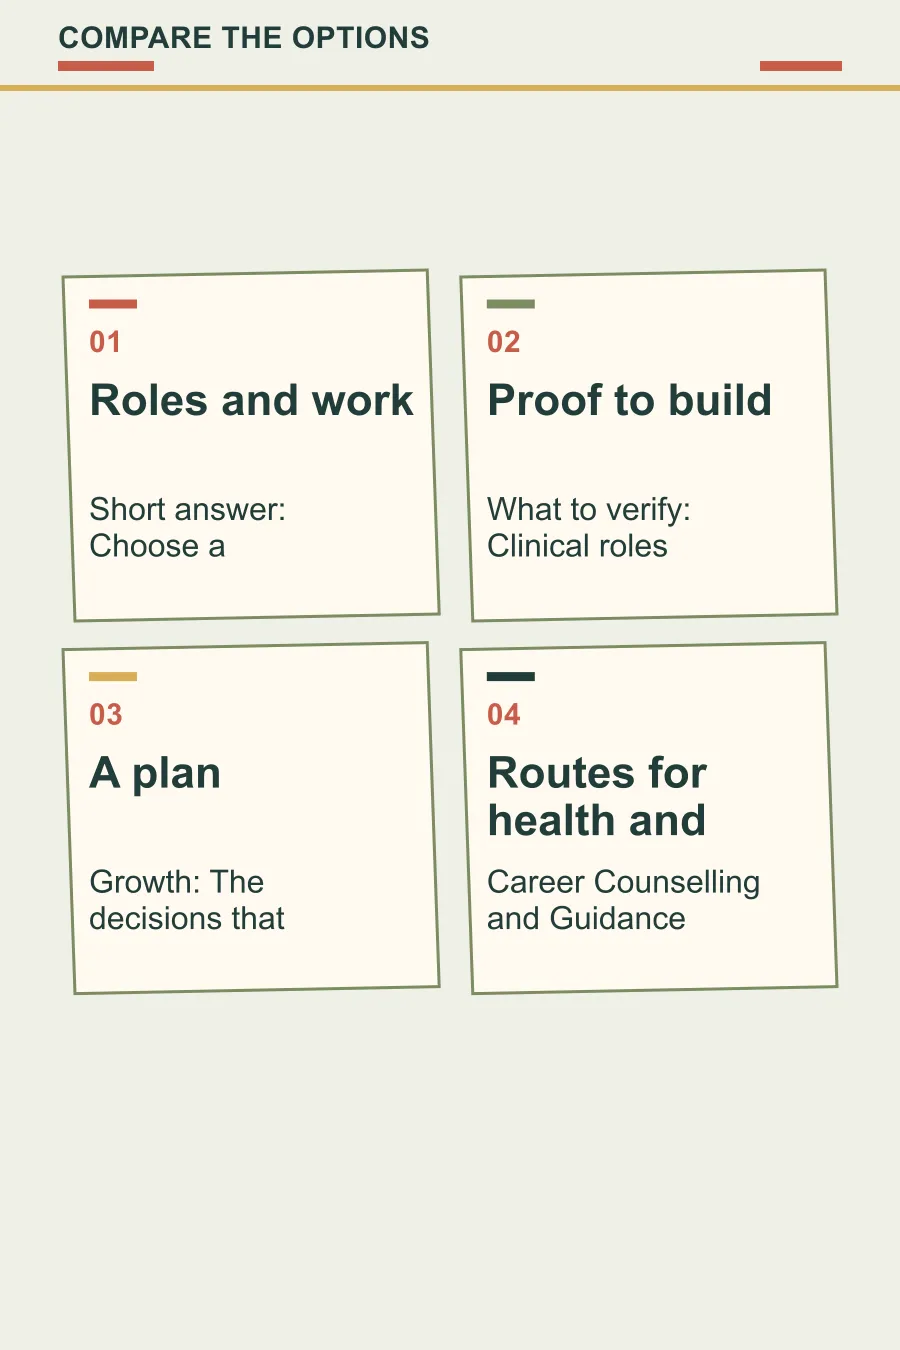 COMPARE THE OPTIONS
01
Roles and work
Short answer:
Choose a
02
Proof to build
What to verify:
Clinical roles
03
A plan
Growth: The
decisions that
04
Routes for
health and
Career Counselling
and Guidance